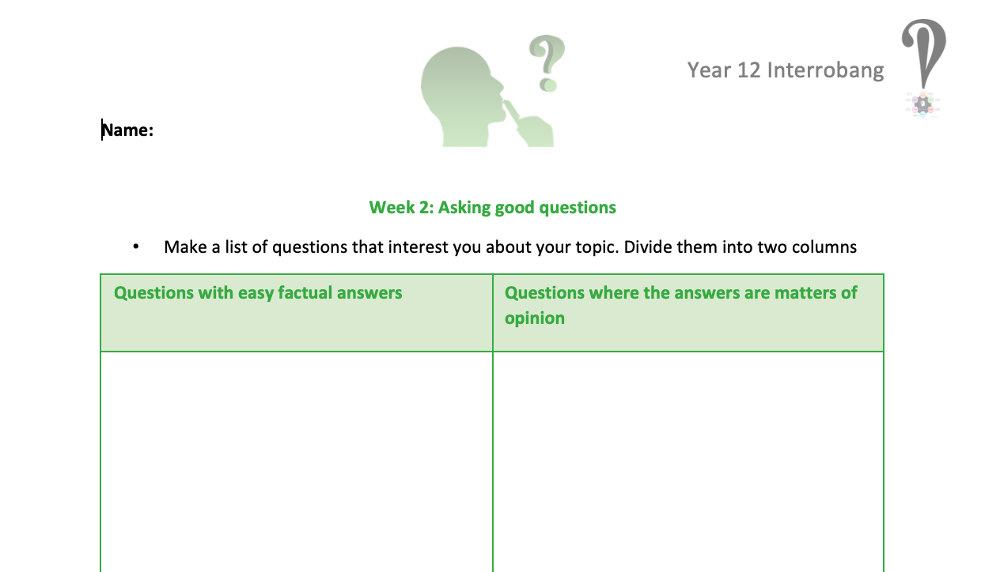 Year 12 Interrobang
Name:
Week 2: Asking good questions
• Make a list of questions that interest you about your topic. Divide them into two columns
Questions with easy factual answers
Questions where the answers are matters of
opinion